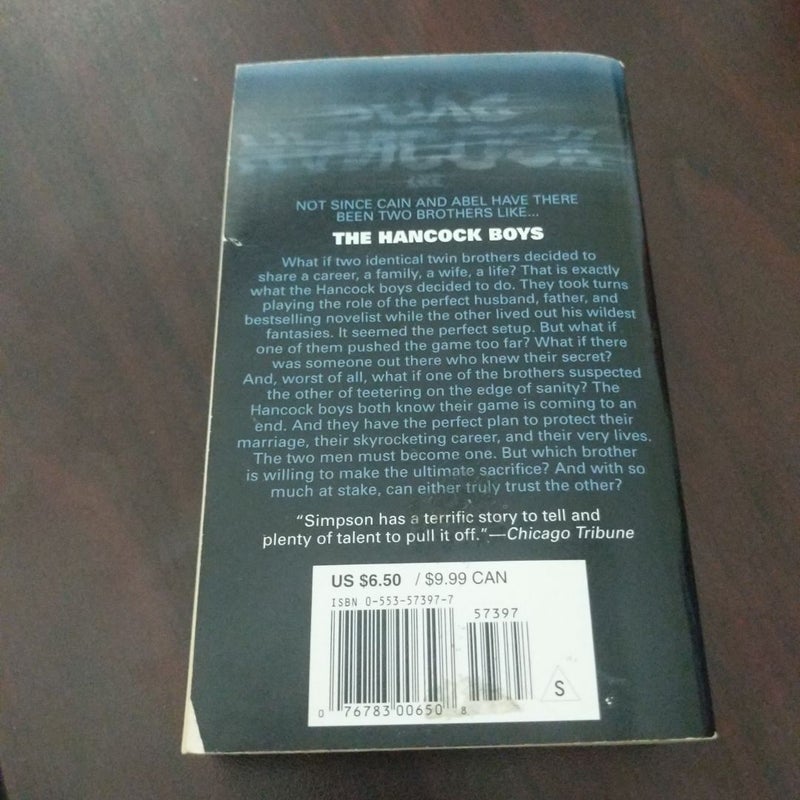 NOT SINCE CAIN AND ABEL HAVE THERE
BEEN TWO BROTHERS LIKE...
THE HANCOCK BOYS
What if two identical twin brothers decided to
share a career, a family, a wife, a life? That is exactly
what the Hancock boys decided to do. They took turns
playing the role of the perfect husband, father, and
bestselling novelist while the other lived out his wildest
fantasies. It seemed the perfect setup. But what if
one of them pushed the game too far? What if there
was someone out there who knew their secret?
And, worst of all, what if one of the brothers suspected
the other of teetering on the edge of sanity? The
Hancock boys both know their game is coming to an
end. And they have the perfect plan to protect their
marriage, their skyrocketing career, and their very lives.
The two men must become one. But which brother
is willing to make the ultimate sacrifice? And with so
much at stake, can either truly trust the other?
“Simpson has a terrific story to tell and
plenty of talent to pull it off.”—Chicago Tribune
US $6.50 / $9.99 CAN
ISBN 0-553-57397-7
57397
S
0 76783 00650 8